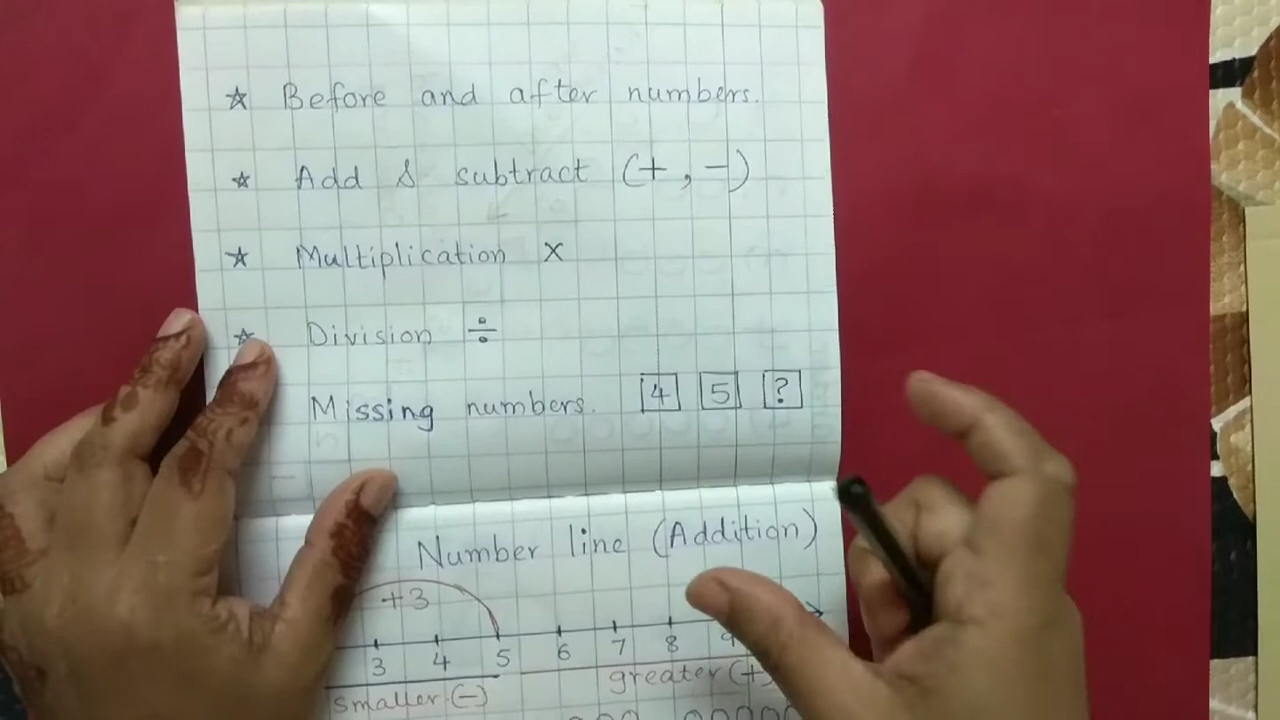 ☆ Before and after numbers.
☆ Add & subtract (+, -)
☆ Multiplication ×
☆ Division ÷
Missing numbers. 4 5 ?
Number line (Addition)
+3
3 4 5 6 7 8 9
smaller (-) greater (+)